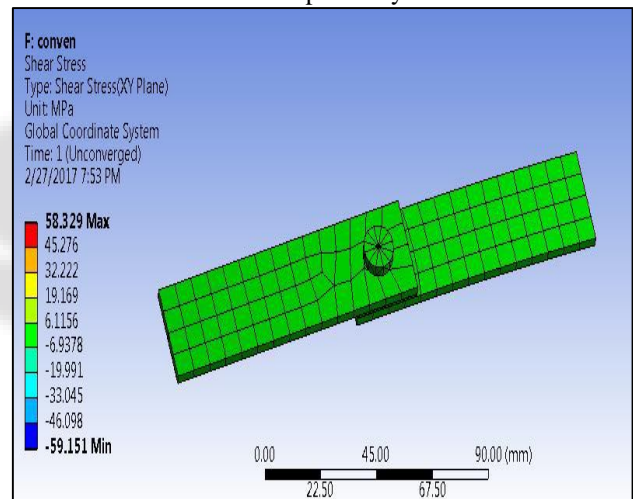 F: conven
Shear Stress
Type: Shear Stress(XY Plane)
Unit: MPa
Global Coordinate System
Time: 1 (Unconverged)
2/27/2017 7:53 PM
58.329 Max
45.276
32.222
19.169
6.1156
-6.9378
-19.991
-33.045
-46.098
-59.151 Min
0.00 45.00 90.00 (mm)
22.50 67.50